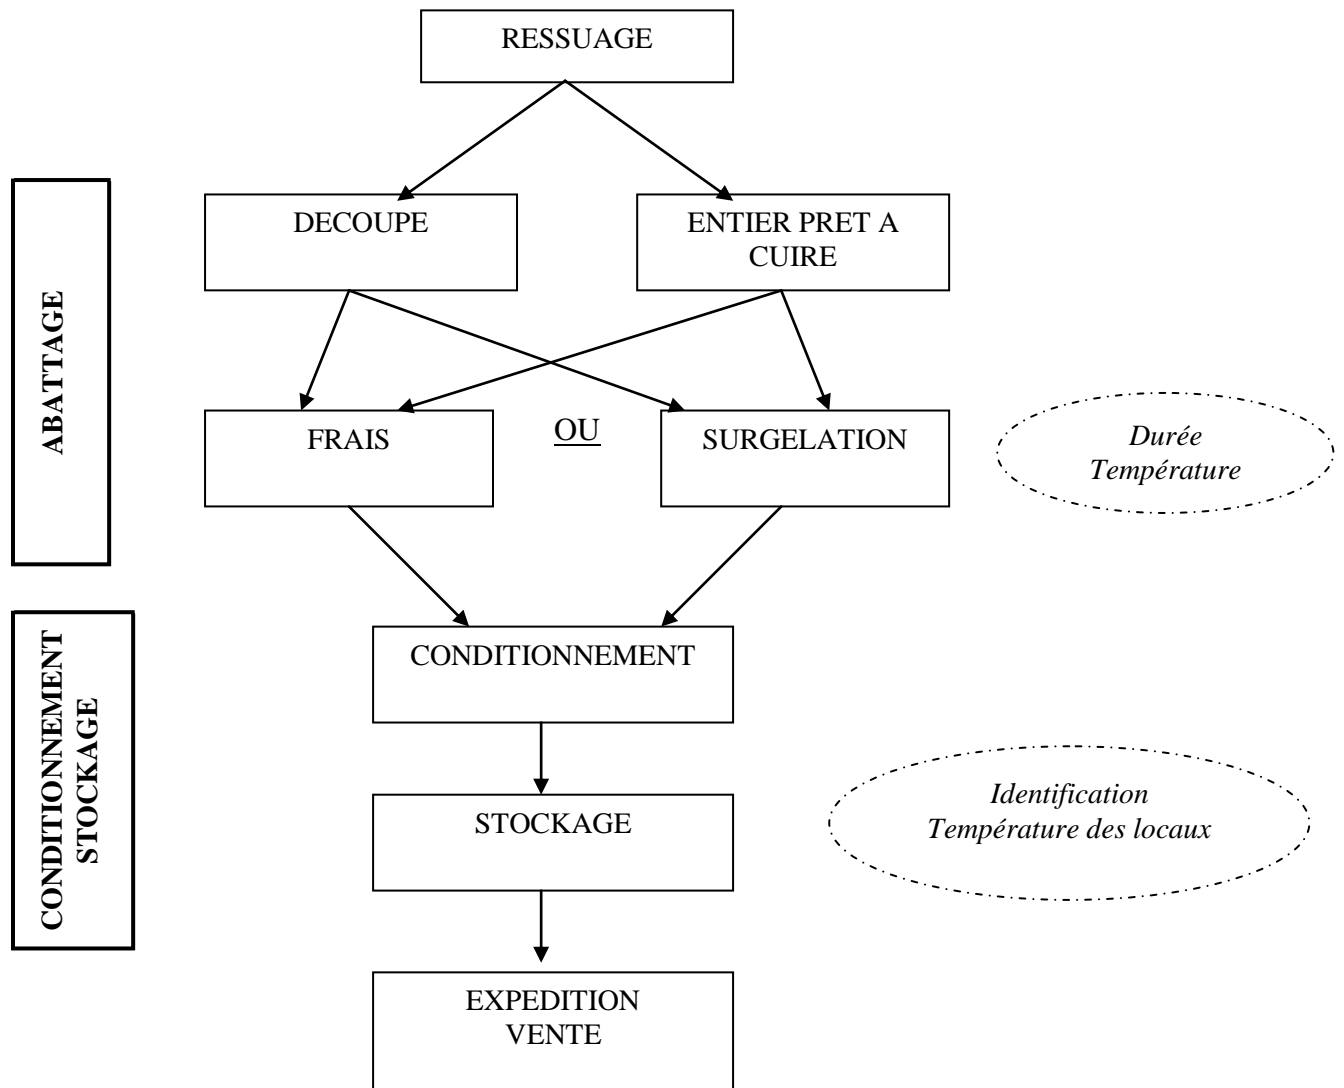 RESSUAGE
ABATTAGE
DECOUPE
ENTIER PRET A
CUIRE
FRAIS
OU
SURGELATION
Durée
Température
CONDITIONNEMENT
STOCKAGE
CONDITIONNEMENT
STOCKAGE
Identification
Température des locaux
EXPEDITION
VENTE